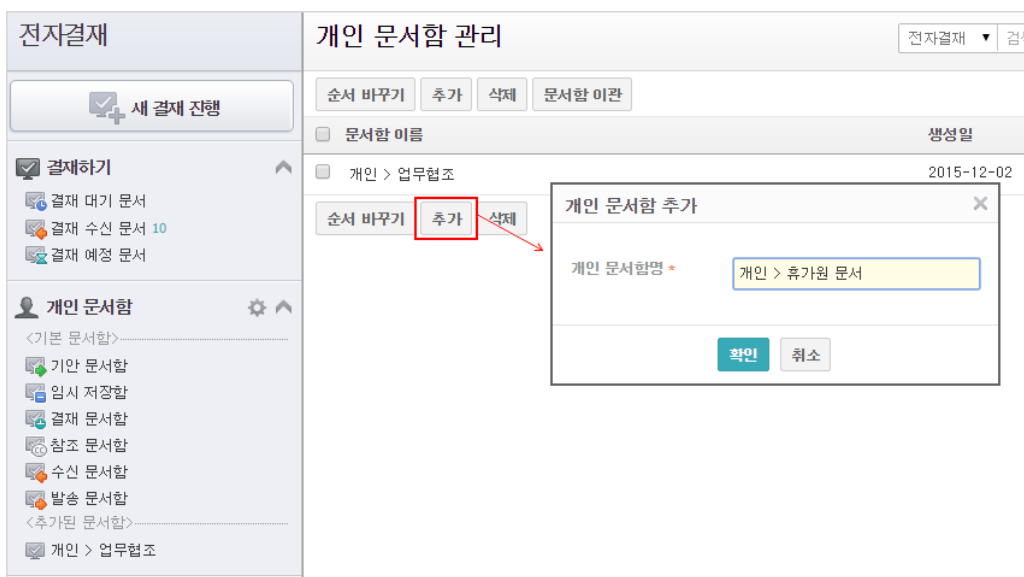 전자결재
새 결재 진행
결재하기
결재 대기 문서
결재 수신 문서 10
결재 예정 문서
개인 문서함
<기본 문서함>
기안 문서함
임시 저장함
결재 문서함
참조 문서함
수신 문서함
발송 문서함
<추가된 문서함>
개인 > 업무협조
개인 문서함 관리
전자결재 ▼
순서 바꾸기 추가 삭제 문서함 이관
문서함 이름 생성일
개인 > 업무협조 2015-12-02
순서 바꾸기 추가 삭제
개인 문서함 추가 ×
개인 문서함명 * 개인 > 휴가원 문서
확인 취소